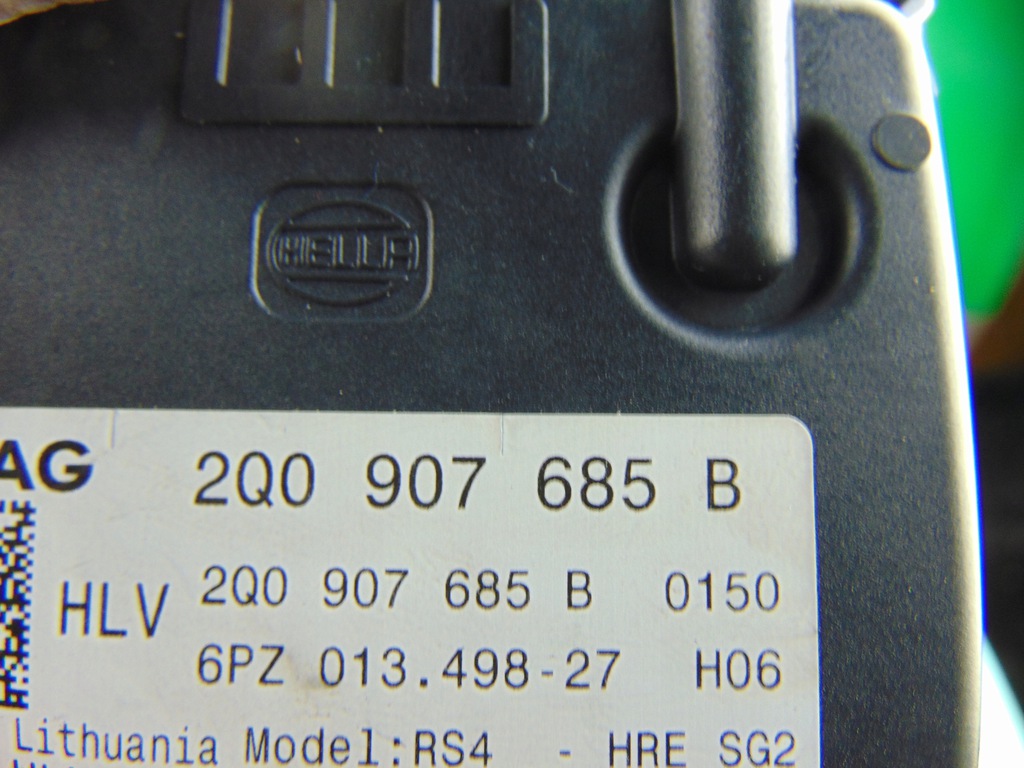 HELLA
AG 2Q0 907 685 B
HLV 2Q0 907 685 B 0150
6PZ 013.498-27 H06
Lithuania Model:RS4 - HRE SG2